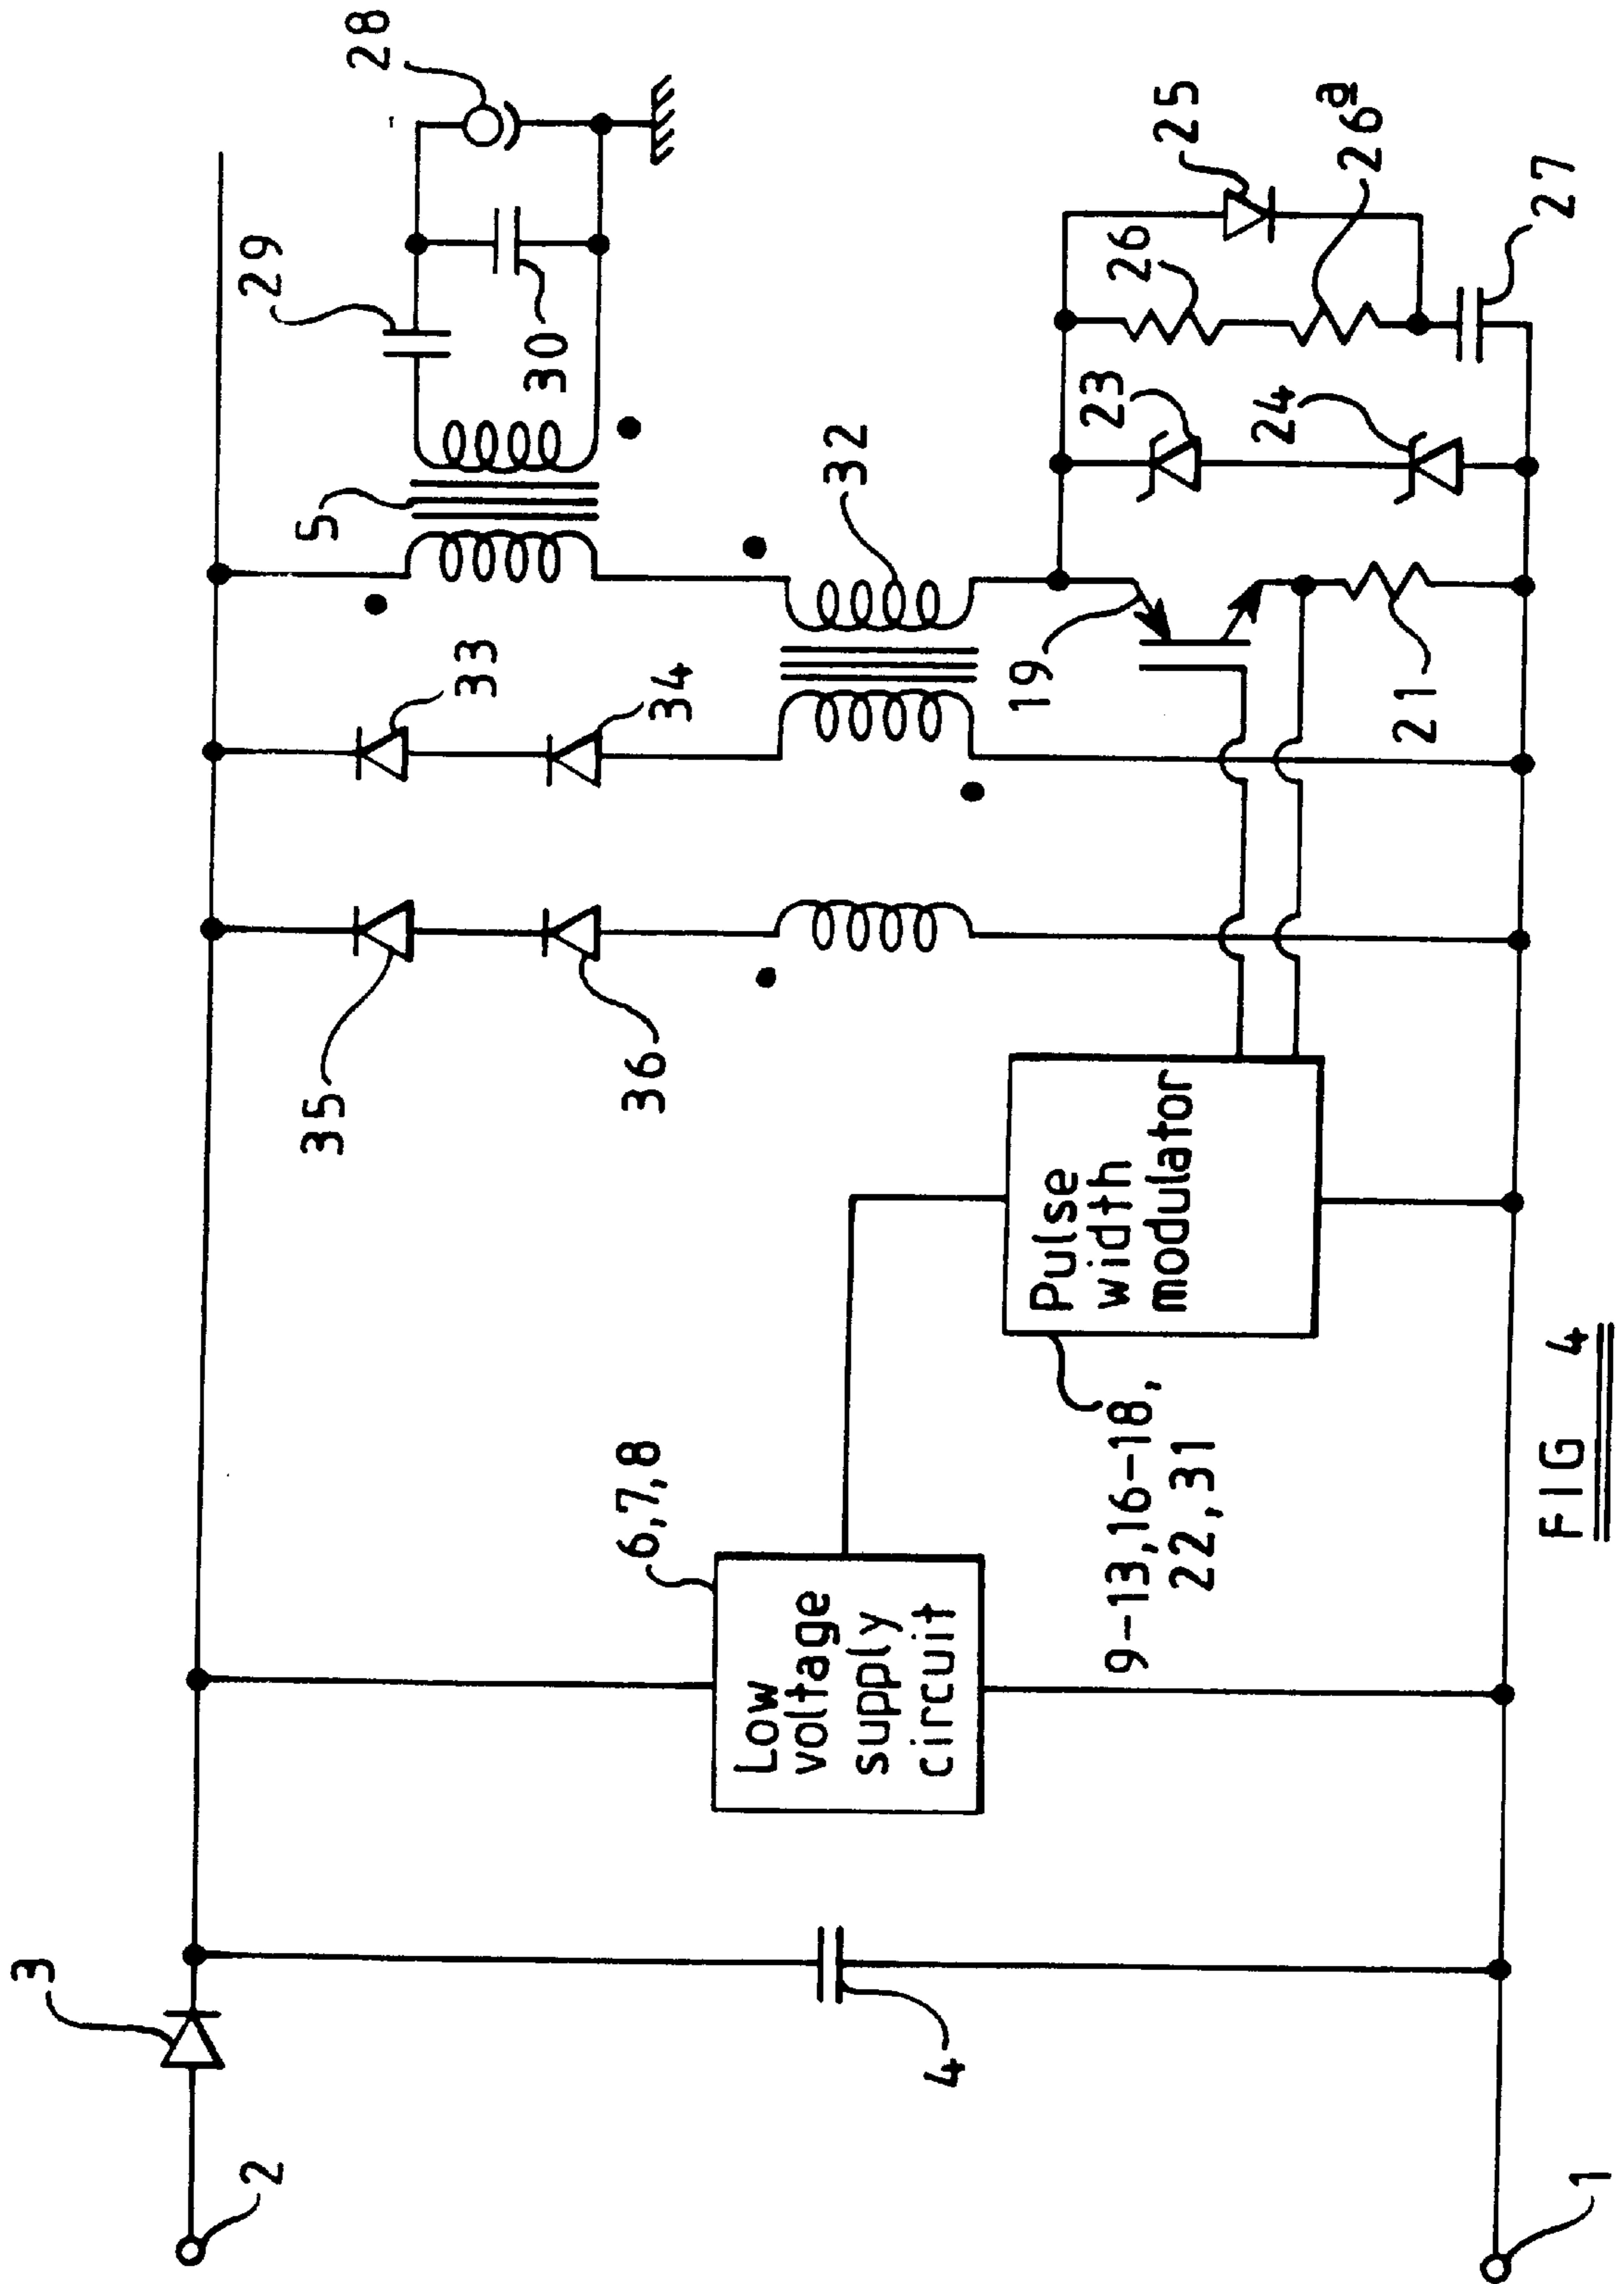 3
2
4
1
6,7,8
Low
voltage
supply
circuit
9-13,16-18,
22,31
Pulse
width
modulator
35
36
33
34
5
32
29
30
28
19
21
23
24
25
26
26a
27
FIG 4